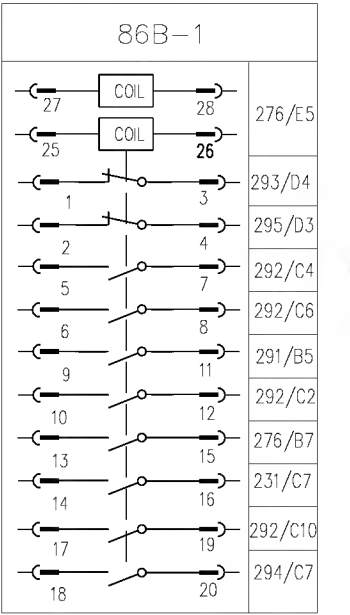 86B-1
27 COIL 28
276/E5
25 COIL 26
1 3 293/D4
2 4 295/D3
5 7 292/C4
6 8 292/C6
9 11 291/B5
10 12 292/C2
13 15 276/B7
14 16 231/C7
17 19 292/C10
18 20 294/C7